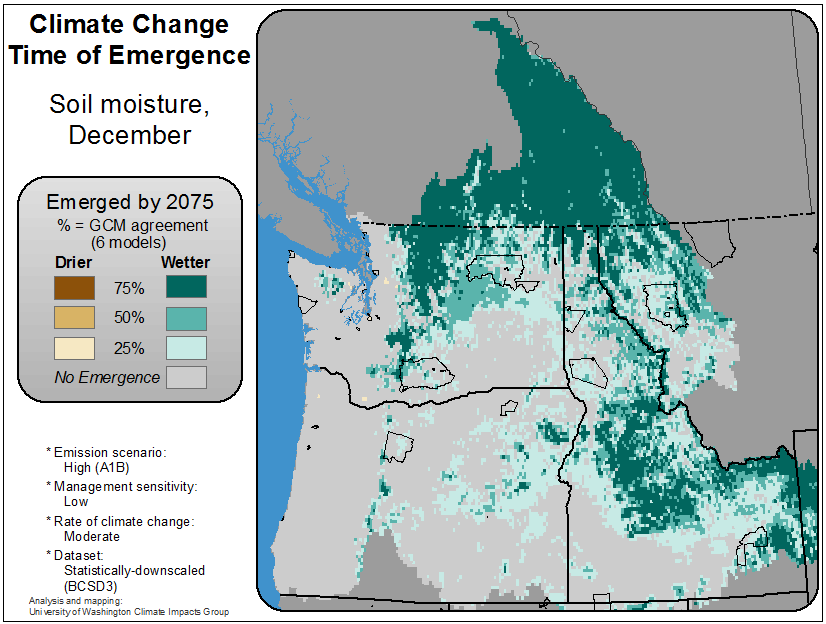 Climate Change
Time of Emergence
Soil moisture,
December
Emerged by 2075
% = GCM agreement
(6 models)
Drier Wetter
75%
50%
25%
No Emergence
* Emission scenario:
High (A1B)
* Management sensitivity:
Low
* Rate of climate change:
Moderate
* Dataset:
Statistically-downscaled
(BCSD3)
Analysis and mapping:
University of Washington Climate Impacts Group